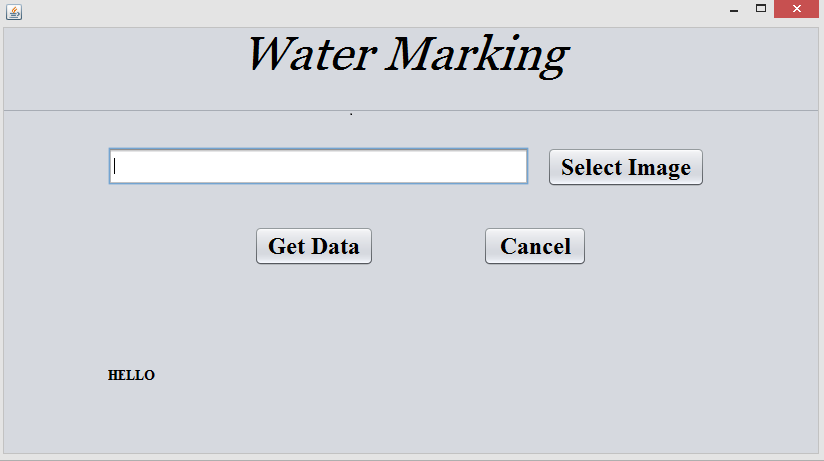 Water Marking
Select Image
Get Data
Cancel
HELLO